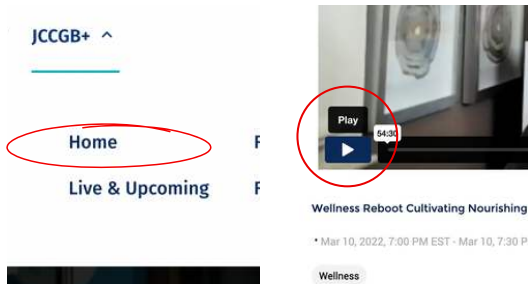 JCCGB+
Home
Live & Upcoming
Play
54:30
Wellness Reboot Cultivating Nourishing
• Mar 10, 2022, 7:00 PM EST - Mar 10, 7:30 P
Wellness